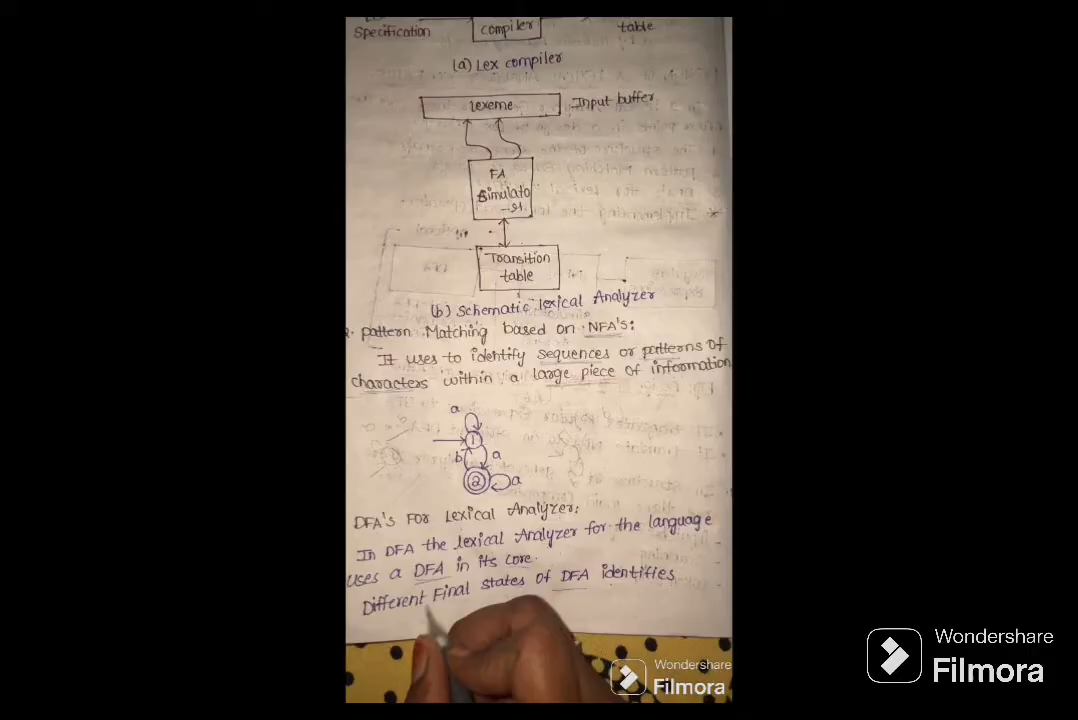 Specification
compiler
table
(a) Lex compiler
lexeme
Input buffer
FA
Simulato
-r
Transition
table
(b) Schematic lexical Analyzer
2. pattern Matching based on NFA's:
It uses to identify sequences or patterns of
characters within a large piece of information
a
1
b
a
2
a
DFA's For Lexical Analyzer:
In DFA the lexical Analyzer for the language
uses a DFA in its core.
Different Final states of DFA identifies
Wondershare
Filmora
Wondershare
Filmora